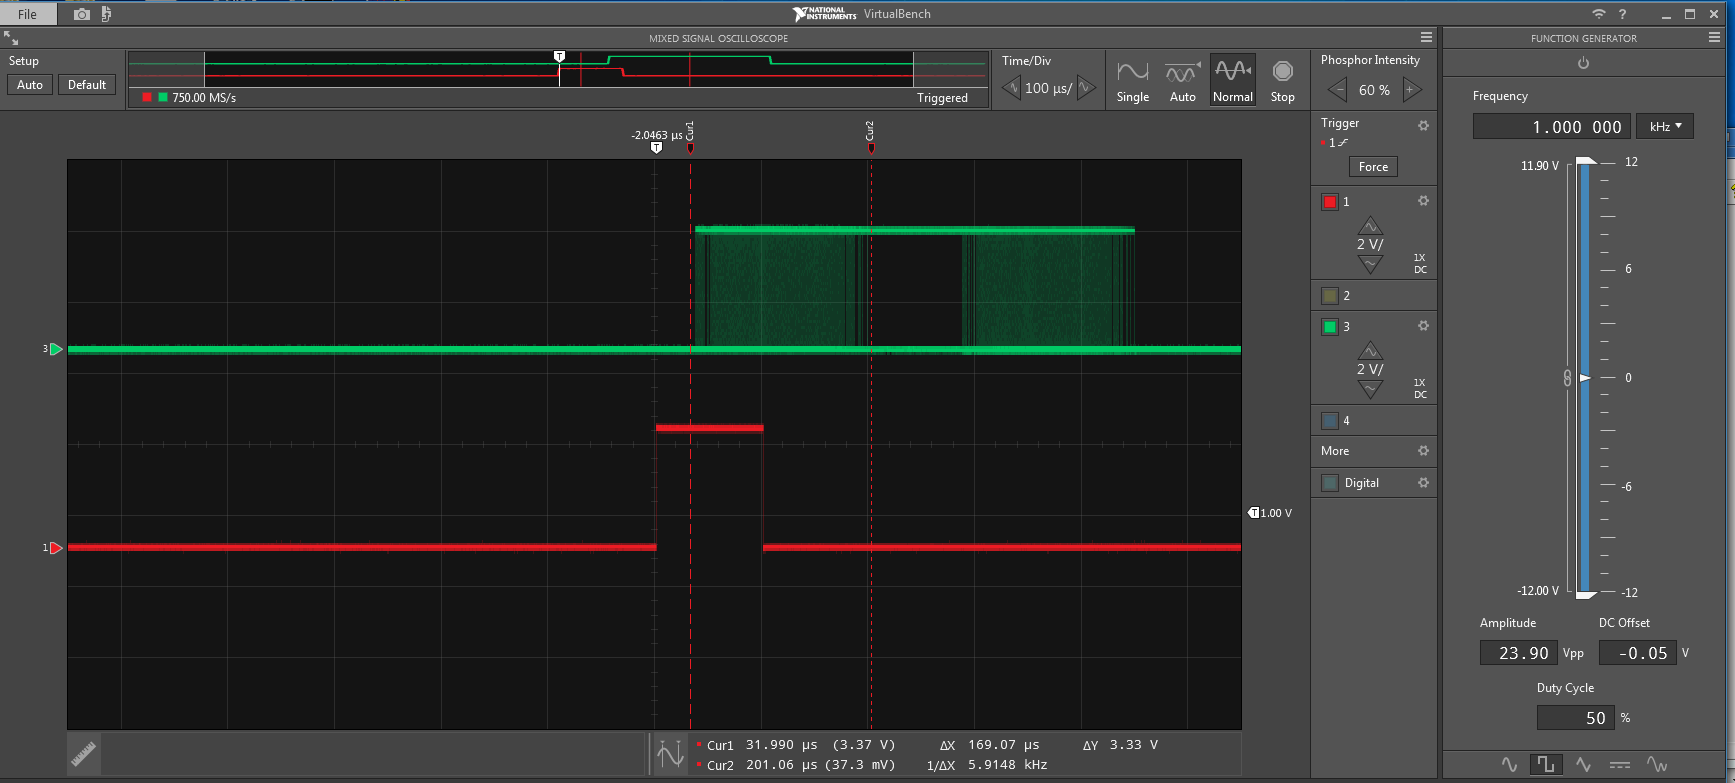 File
NATIONAL INSTRUMENTS VirtualBench
?
MIXED SIGNAL OSCILLOSCOPE
FUNCTION GENERATOR
Setup
Auto Default
T
750.00 MS/s
Triggered
Time/Div
100 µs/
Single Auto Normal Stop
Phosphor Intensity
60 %
Trigger
1
Force
1
2 V/
1X
DC
2
3
2 V/
1X
DC
4
More
Digital
-2.0463 µs
T
Cur1
Cur2
3
1
T 1.00 V
Cur1 31.990 µs (3.37 V) ΔX 169.07 µs ΔY 3.33 V
Cur2 201.06 µs (37.3 mV) 1/ΔX 5.9148 kHz
Frequency
1.000 000 kHz
11.90 V
12
6
0
-6
-12.00 V
-12
Amplitude DC Offset
23.90 Vpp -0.05 V
Duty Cycle
50 %